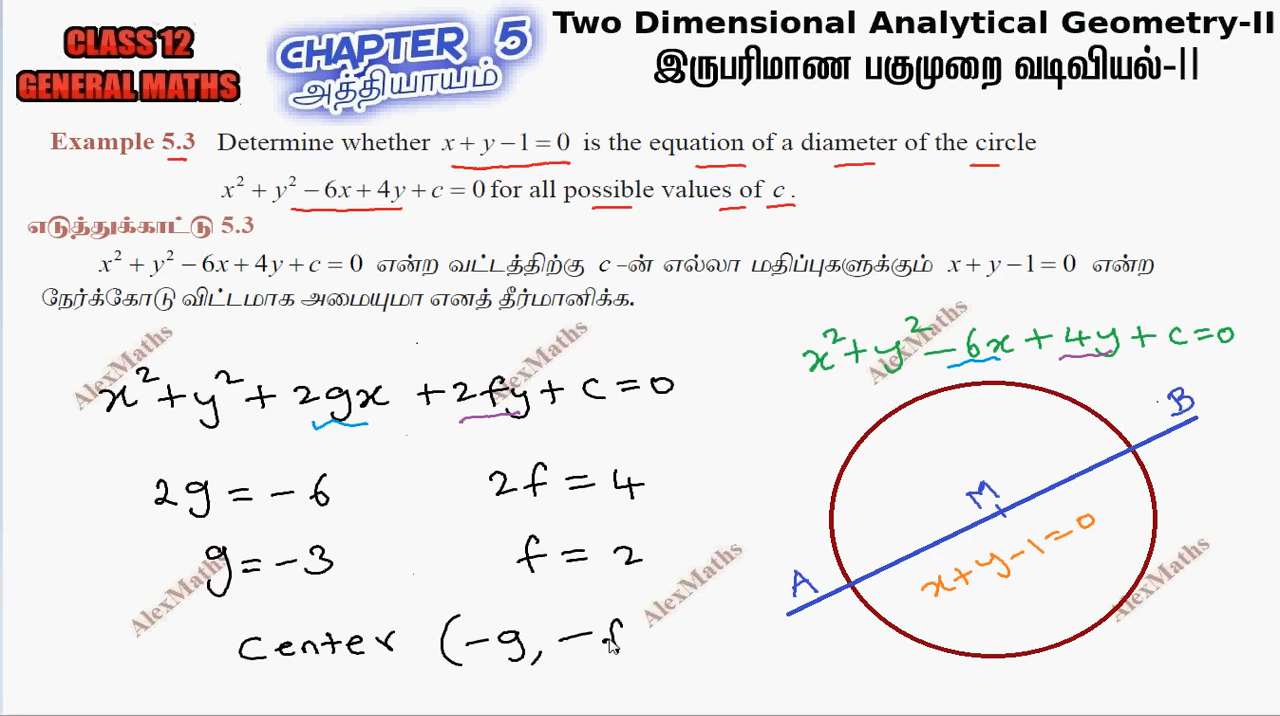 CLASS 12
GENERAL MATHS
CHAPTER 5
அத்தியாயம்
Two Dimensional Analytical Geometry-II
இருபரிமாண பகுமுறை வடிவியல்-II
Example 5.3 Determine whether x + y − 1 = 0 is the equation of a diameter of the circle
x² + y² − 6x + 4y + c = 0 for all possible values of c .
எடுத்துக்காட்டு 5.3
x² + y² − 6x + 4y + c = 0 என்ற வட்டத்திற்கு c -ன் எல்லா மதிப்புகளுக்கும் x + y − 1 = 0 என்ற
நேர்க்கோடு விட்டமாக அமையுமா எனத் தீர்மானிக்க.
x² + y² + 2gx + 2fy + c = 0
2g = − 6
2f = 4
g = − 3
f = 2
center (−g, −f
x² + y² − 6x + 4y + c = 0
B
M
A
x + y − 1 = 0
AlexMaths
AlexMaths
AlexMaths
AlexMaths
AlexMaths
AlexMaths